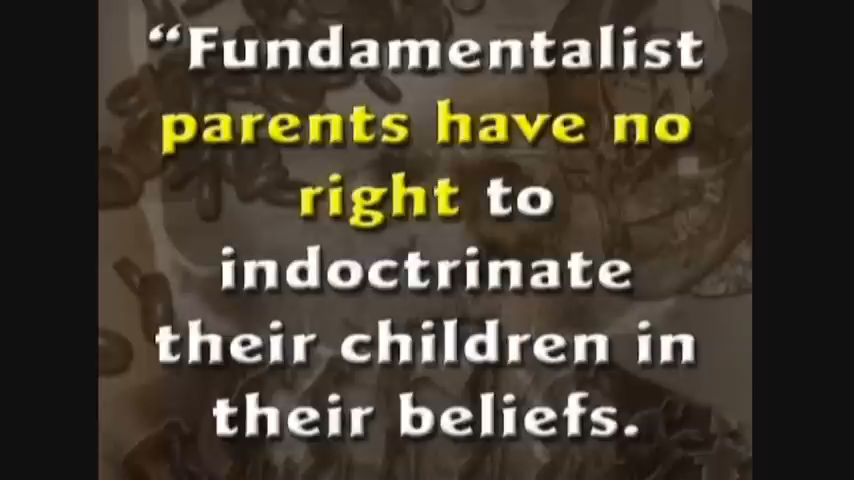 “Fundamentalist
parents have no
right to
indoctrinate
their children in
their beliefs.